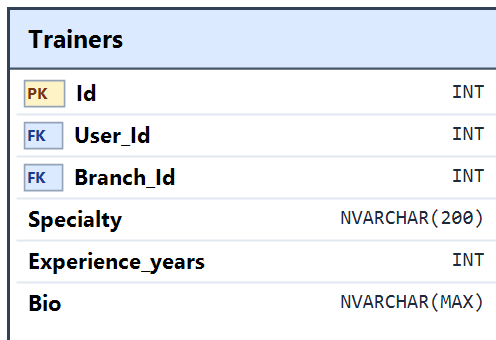 Trainers
PK Id INT
FK User_Id INT
FK Branch_Id INT
Specialty NVARCHAR(200)
Experience_years INT
Bio NVARCHAR(MAX)